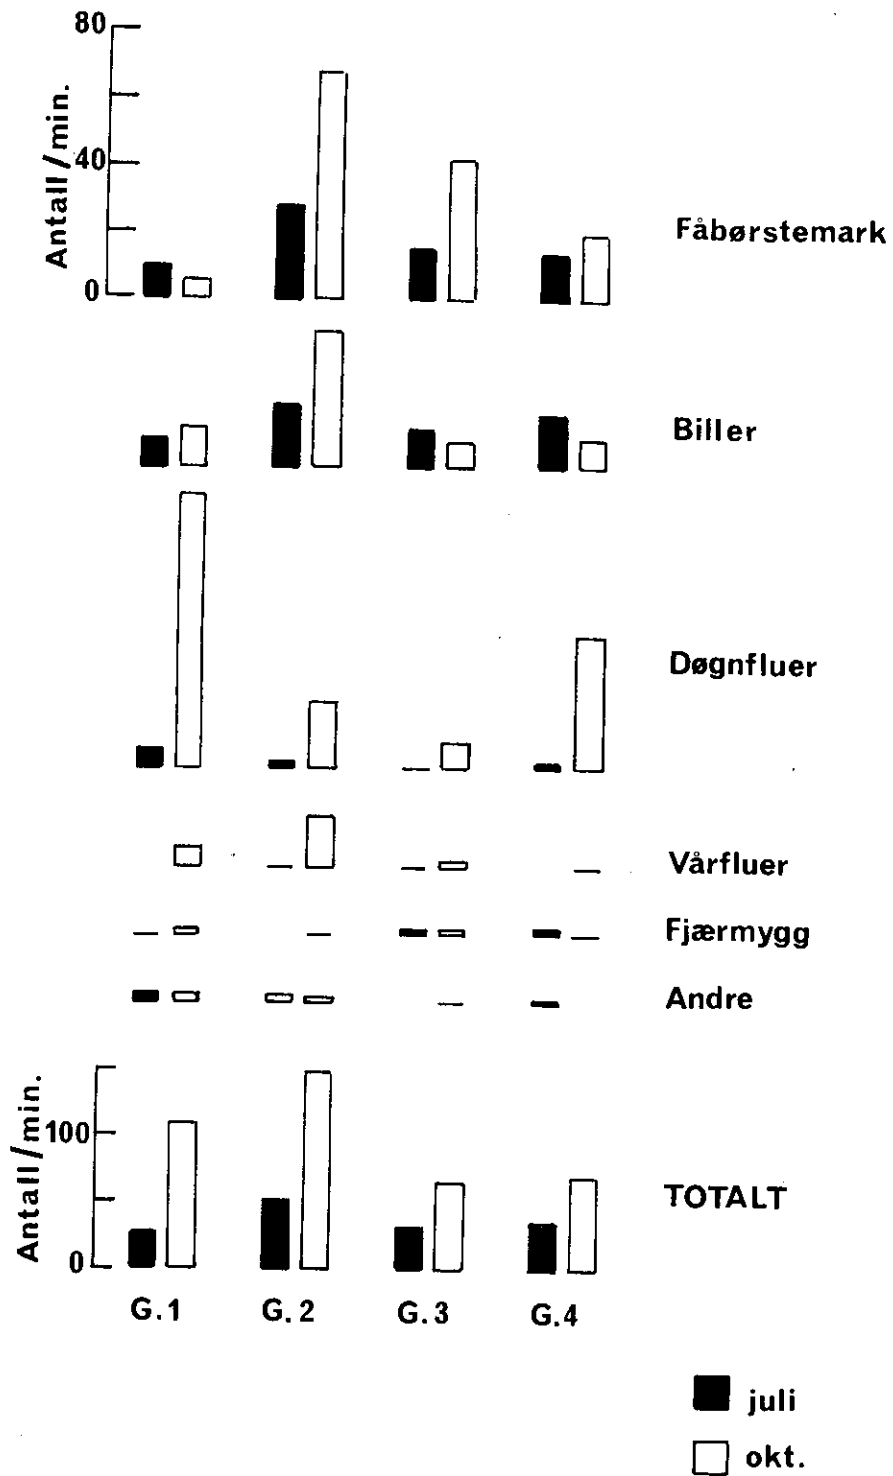 80
40
0
Antall/min.
Fåbørstemark
Biller
Døgnfluer
Vårfluer
Fjærmygg
Andre
100
0
Antall/min.
TOTALT
G.1 G.2 G.3 G.4
juli
okt.